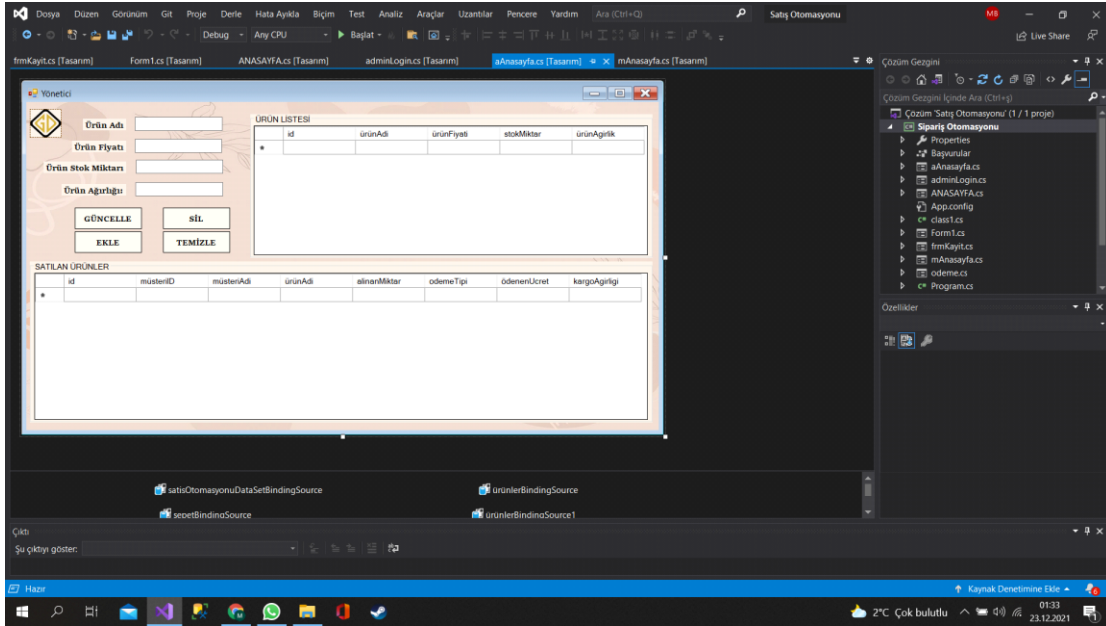 Dosya Düzen Görünüm Git Proje Derle Hata Ayıkla Biçim Test Analiz Araçlar Uzantılar Pencere Yardım Ara (Ctrl+Q) Satış Otomasyonu MB
Debug Any CPU Başlat Live Share
frmKayit.cs [Tasarım] Form1.cs [Tasarım] ANASAYFA.cs [Tasarım] adminLogin.cs [Tasarım] aAnasayfa.cs [Tasarım] mAnasayfa.cs [Tasarım]
Yönetici
GD
Ürün Adı
Ürün Fiyatı
Ürün Stok Miktarı
Ürün Ağırlığı:
GÜNCELLE SİL
EKLE TEMİZLE
ÜRÜN LİSTESİ
id ürünAdi ürünFiyati stokMiktar ürünAgirlik
SATILAN ÜRÜNLER
id müsteriID müsteriAdi ürünAdi alinanMiktar odemeTipi ödenenUcret kargoAgirligi
satisOtomasyonuDataSetBindingSource ürünlerBindingSource
sepetBindingSource ürünlerBindingSource1
Çözüm Gezgini
Çözüm Gezgini İçinde Ara (Ctrl+ş)
Çözüm 'Satış Otomasyonu' (1 / 1 proje)
Sipariş Otomasyonu
Properties
Başvurular
aAnasayfa.cs
adminLogin.cs
ANASAYFA.cs
App.config
C# class1.cs
Form1.cs
frmKayit.cs
mAnasayfa.cs
odeme.cs
C# Program.cs
Özellikler
Çıktı
Şu çıktıyı göster:
Hazır Kaynak Denetimine Ekle
2°C Çok bulutlu 01:33
23.12.2021